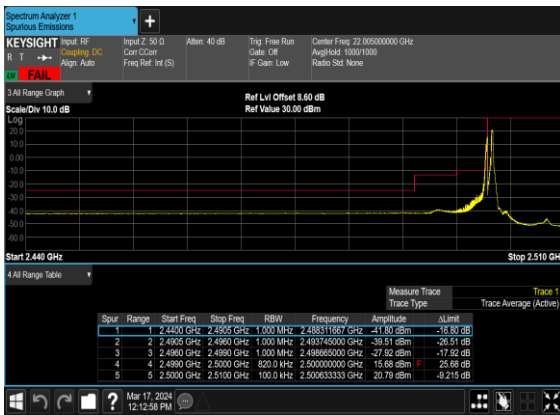 Spectrum Analyzer 1
Spurious Emissions
KEYSIGHT Input: RF Input Z: 50 Ω Atten: 40 dB Trig: Free Run Center Freq: 22.005000000 GHz
R T Coupling: DC Corr CCorr Gate: Off Avg|Hold: 1000/1000
Align: Auto Freq Ref: Int (S) IF Gain: Low Radio Std: None
FAIL
3 All Range Graph
Ref Lvl Offset 8.60 dB
Scale/Div 10.0 dB Ref Value 30.00 dBm
Log
20.0
10.0
0.00
-10.0
-20.0
-30.0
-40.0
-50.0
-60.0
Start 2.440 GHz Stop 2.510 GH
4 All Range Table
Measure Trace Trace 1
Trace Type Trace Average (Active)
Spur Range Start Freq Stop Freq RBW Frequency Amplitude ΔLimit
1 1 2.4400 GHz 2.4905 GHz 1.000 MHz 2.488311667 GHz -41.80 dBm -16.80 dB
2 2 2.4905 GHz 2.4960 GHz 1.000 MHz 2.493745000 GHz -39.51 dBm -26.51 dB
3 3 2.4960 GHz 2.4990 GHz 1.000 MHz 2.498665000 GHz -27.92 dBm -17.92 dB
4 4 2.4990 GHz 2.5000 GHz 820.0 kHz 2.500000000 GHz 15.68 dBm F 25.68 dB
5 5 2.5000 GHz 2.5100 GHz 100.0 kHz 2.500633333 GHz 20.79 dBm -9.215 dB
Mar 17, 2024
12:12:58 PM